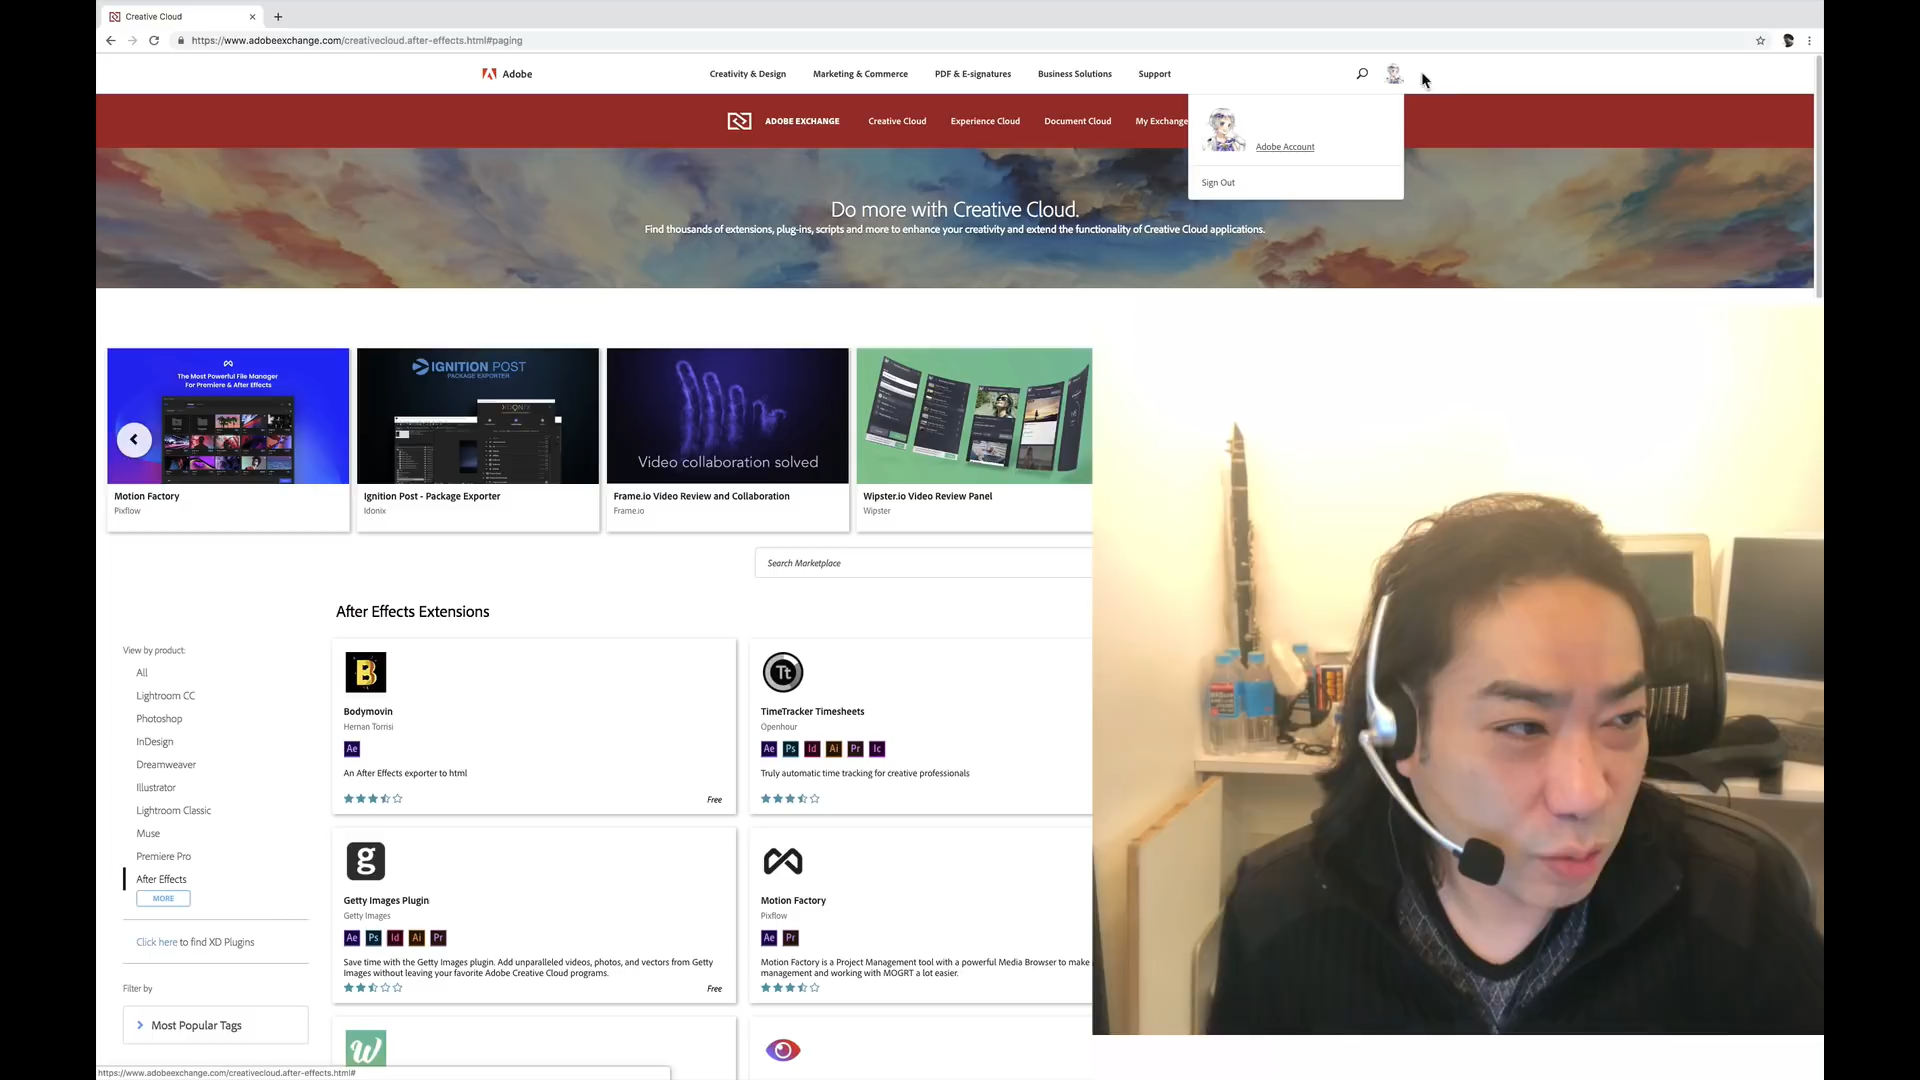 Creative Cloud
https://www.adobeexchange.com/creativecloud.after-effects.html#paging
Adobe
Creativity & Design
Marketing & Commerce
PDF & E-signatures
Business Solutions
Support
ADOBE EXCHANGE
Creative Cloud
Experience Cloud
Document Cloud
My Exchange
Adobe Account
Sign Out
Do more with Creative Cloud.
Find thousands of extensions, plug-ins, scripts and more to enhance your creativity and extend the functionality of Creative Cloud applications.
The Most Powerful File Manager
For Premiere & After Effects
IGNITION POST
PACKAGE EXPORTER
Video collaboration solved
Motion Factory
Pixflow
Ignition Post - Package Exporter
Idonix
Frame.io Video Review and Collaboration
Frame.io
Wipster.io Video Review Panel
Wipster
Search Marketplace
After Effects Extensions
View by product:
All
Lightroom CC
Photoshop
InDesign
Dreamweaver
Illustrator
Lightroom Classic
Muse
Premiere Pro
After Effects
MORE
Click here to find XD Plugins
Filter by
Most Popular Tags
B
Bodymovin
Hernan Torrisi
Ae
An After Effects exporter to html
Free
Tt
TimeTracker Timesheets
Openhour
Ae Ps Id Ai Pr Ic
Truly automatic time tracking for creative professionals
g
Getty Images Plugin
Getty Images
Ae Ps Id Ai Pr
Save time with the Getty Images plugin. Add unparalleled videos, photos, and vectors from Getty
Images without leaving your favorite Adobe Creative Cloud programs.
Free
Motion Factory
Pixflow
Ae Pr
Motion Factory is a Project Management tool with a powerful Media Browser to make
management and working with MOGRT a lot easier.
W
https://www.adobeexchange.com/creativecloud.after-effects.html#